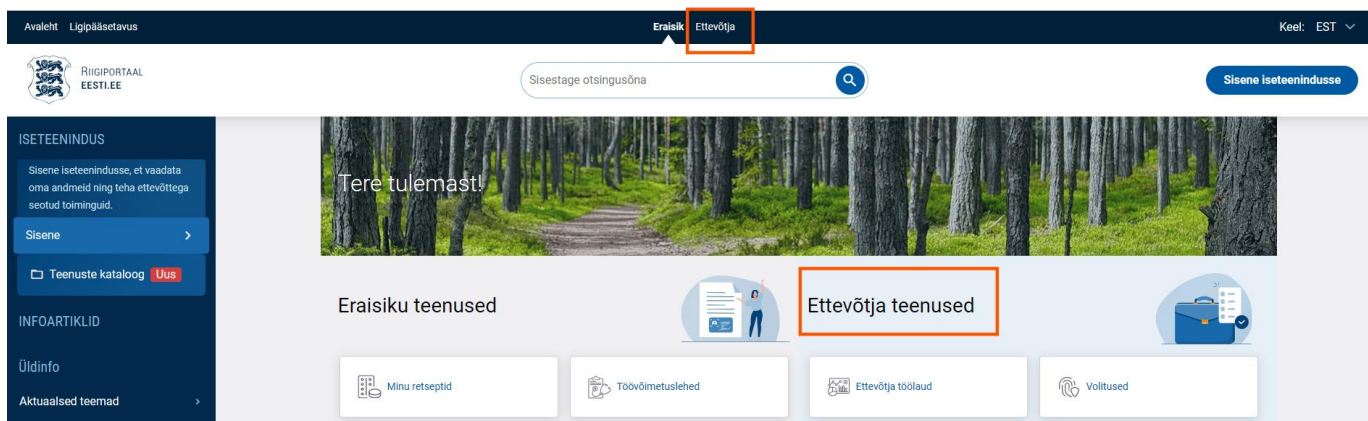 Avaleht Ligipääsetavus Eraisik Ettevõtja Keel: EST
RIIGIPORTAAL
EESTI.EE
Sisestage otsingusõna
Sisene iseteenindusse
ISETEENINDUS
Sisene iseteenindusse, et vaadata
oma andmeid ning teha ettevõttega
seotud toiminguid.
Sisene
Teenuste kataloog Uus
INFOARTIKLID
Üldinfo
Aktuaalsed teemad
Tere tulemast!
Eraisiku teenused
Minu retseptid
Töövõimetuslehed
Ettevõtja teenused
Ettevõtja töölaud
Volitused